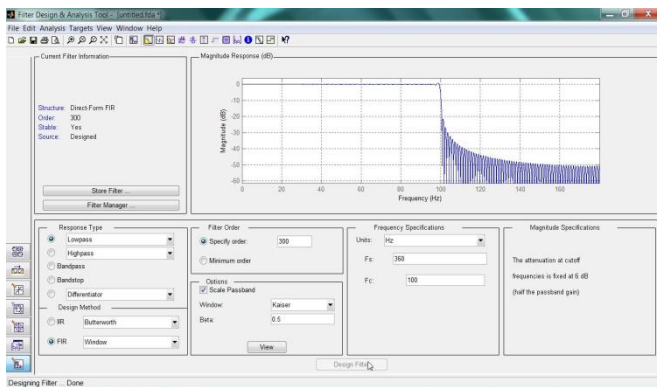 Filter Design & Analysis Tool - [untitled.fda *]
File Edit Analysis Targets View Window Help
Current Filter Information
Structure: Direct-Form FIR
Order: 300
Stable: Yes
Source: Designed
Store Filter ...
Filter Manager ...
Magnitude Response (dB)
Magnitude (dB)
0
-10
-20
-30
-40
-50
-60
0 20 40 60 80 100 120 140 160
Frequency (Hz)
Response Type
Lowpass
Highpass
Bandpass
Bandstop
Differentiator
Design Method
IIR Butterworth
FIR Window
Filter Order
Specify order: 300
Minimum order
Options
Scale Passband
Window: Kaiser
Beta: 0.5
View
Frequency Specifications
Units: Hz
Fs: 360
Fc: 100
Magnitude Specifications
The attenuation at cutoff
frequencies is fixed at 6 dB
(half the passband gain)
Design Filter
Designing Filter ... Done